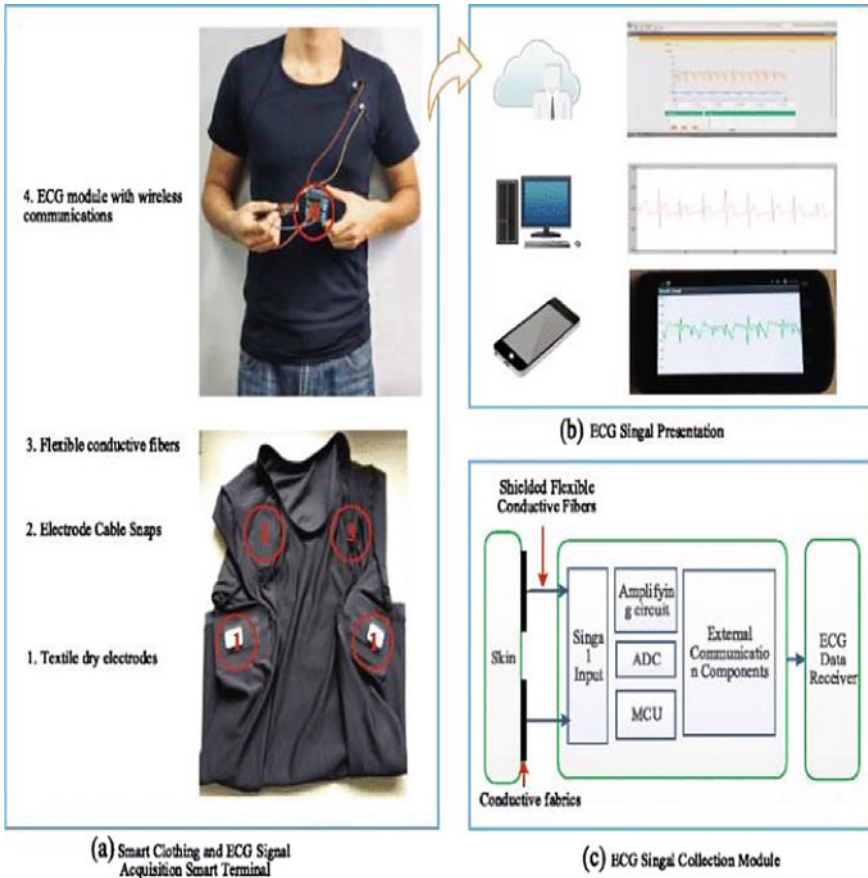 4. ECG module with wireless
communications
3. Flexible conductive fibers
2. Electrode Cable Snaps
1. Textile dry electrodes
1
1
(a) Smart Clothing and ECG Signal
Acquisition Smart Terminal
(b) ECG Singal Presentation
Shielded Flexible
Conductive Fibers
Skin
Singa
l
Input
Amplifyin
g circuit
ADC
MCU
External
Communicatio
n Components
ECG
Data
Receiver
Conductive fabrics
(c) ECG Singal Collection Module